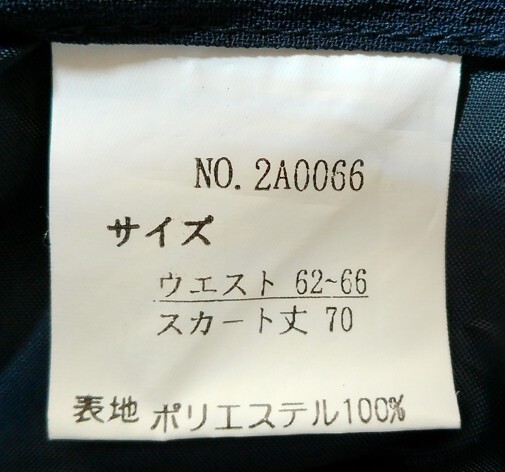 NO. 2A0066
サイズ
ウエスト 62~66
スカート丈 70
表地 ポリエステル100%